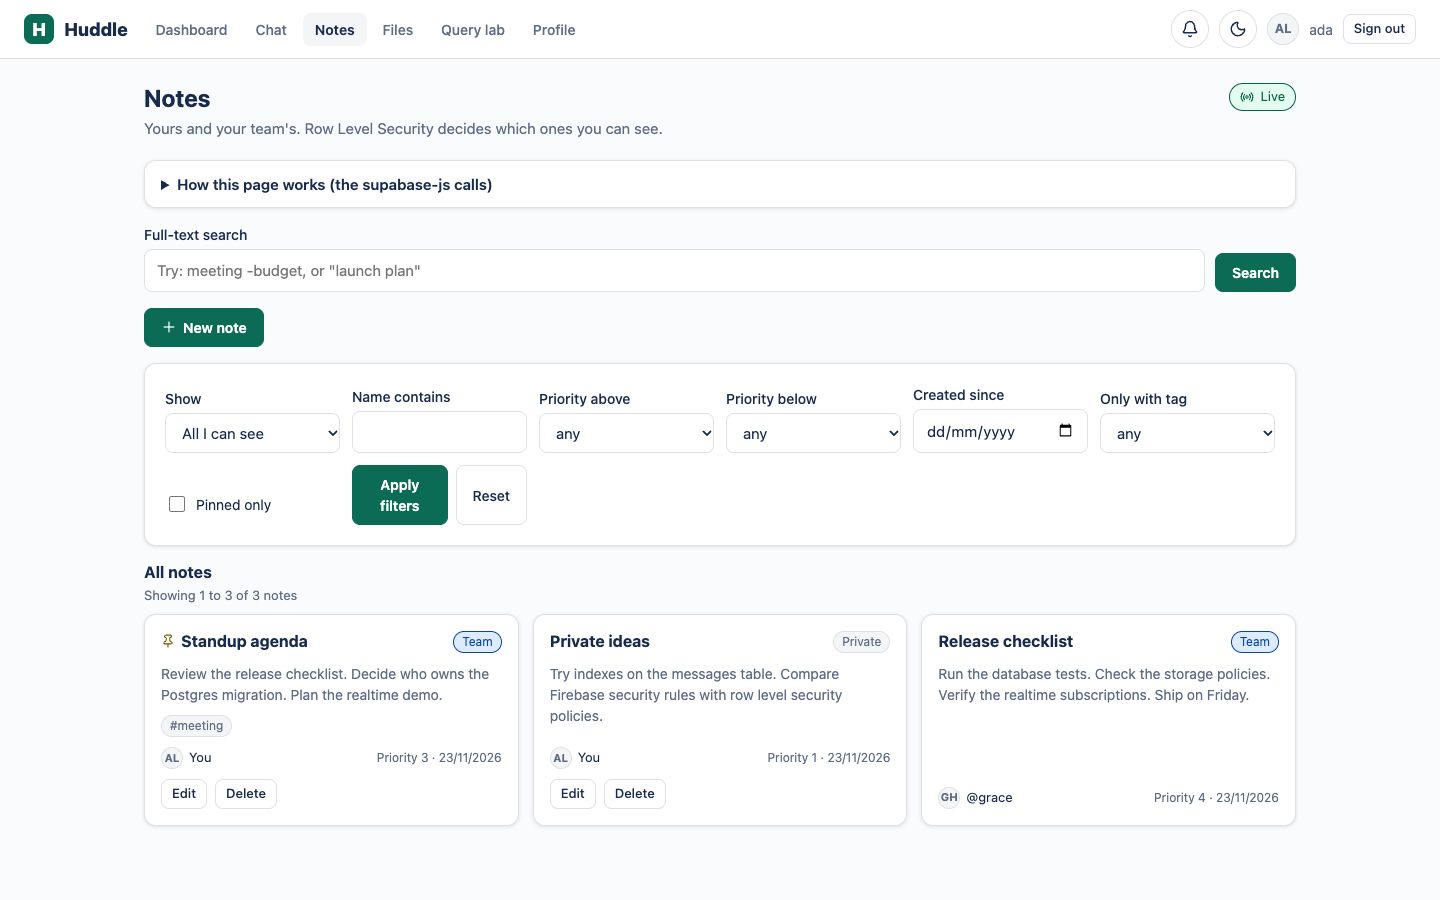 H Huddle Dashboard Chat Notes Files Query lab Profile AL ada Sign out
Notes
Live
Yours and your team's. Row Level Security decides which ones you can see.
How this page works (the supabase-js calls)
Full-text search
Try: meeting -budget, or "launch plan"
Search
+ New note
Show Name contains Priority above Priority below Created since Only with tag
All I can see any any dd/mm/yyyy any
Pinned only
Apply
filters
Reset
All notes
Showing 1 to 3 of 3 notes
Standup agenda
Team
Review the release checklist. Decide who owns the
Postgres migration. Plan the realtime demo.
#meeting
AL You
Priority 3 · 23/11/2026
Edit Delete
Private ideas
Private
Try indexes on the messages table. Compare
Firebase security rules with row level security
policies.
AL You
Priority 1 · 23/11/2026
Edit Delete
Release checklist
Team
Run the database tests. Check the storage policies.
Verify the realtime subscriptions. Ship on Friday.
GH @grace
Priority 4 · 23/11/2026